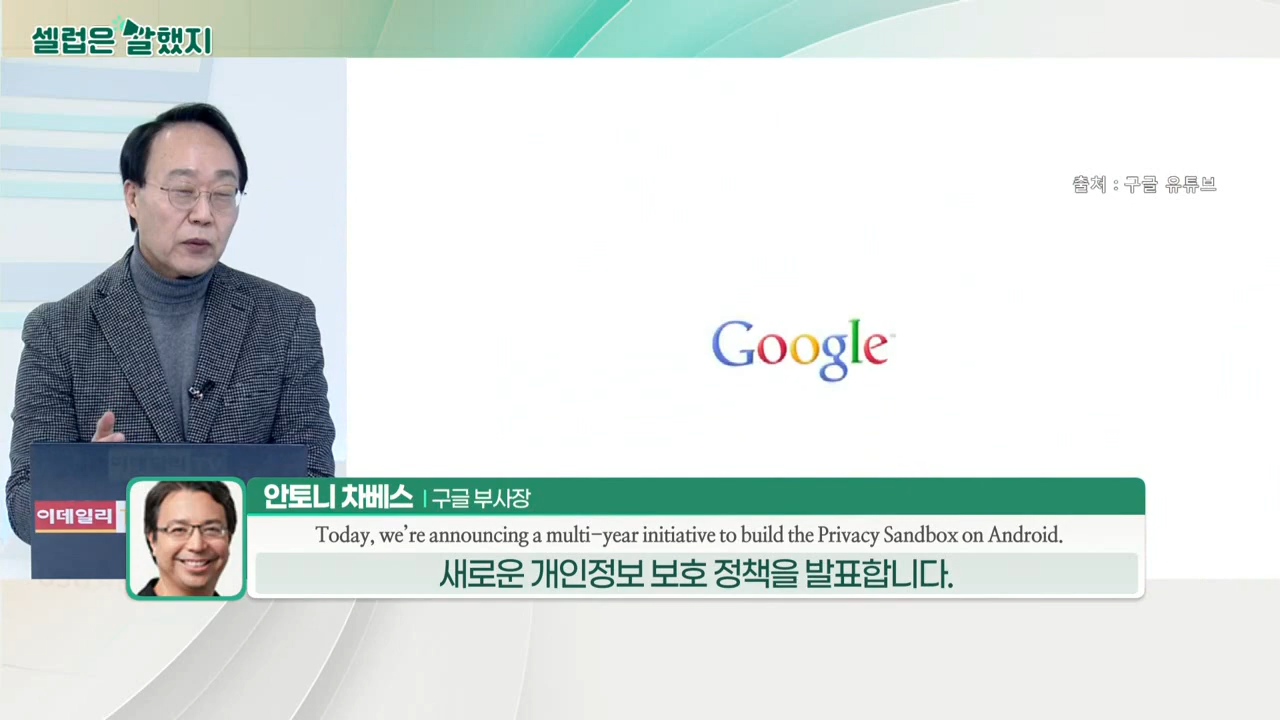 셀럽은 말했지
출처 : 구글 유튜브
Google
이데일리
안토니 차베스 | 구글 부사장
Today, we're announcing a multi-year initiative to build the Privacy Sandbox on Android.
새로운 개인정보 보호 정책을 발표합니다.